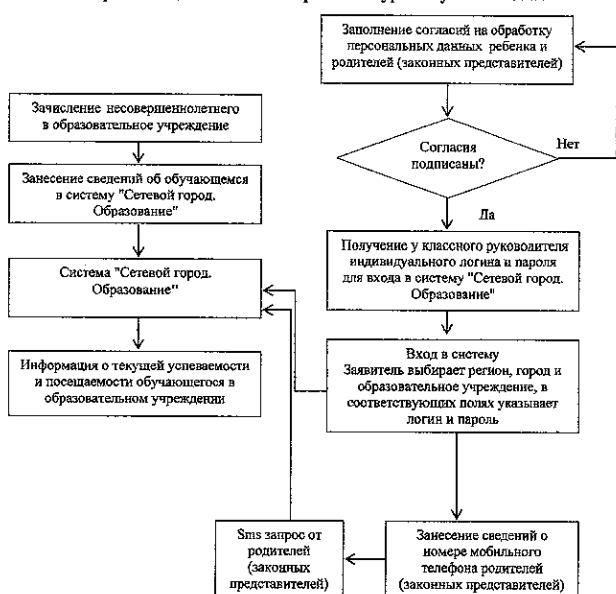 Заполнение согласий на обработку
персональных данных ребенка и
родителей (законных представителей)
Согласия
подписаны?
Нет
Да
Получение у классного руководителя
индивидуального логина и пароля
для входа в систему "Сетевой город.
Образование"
Вход в систему
Заявитель выбирает регион, город и
образовательное учреждение, в
соответствующих полях указывает
логин и пароль
Занесение сведений о
номере мобильного
телефона родителей
(законных представителей)
Sms запрос от
родителей
(законных
представителей)
Зачисление несовершеннолетнего
в образовательное учреждение
Занесение сведений об обучающемся
в систему "Сетевой город.
Образование"
Система "Сетевой город.
Образование"
Информация о текущей успеваемости
и посещаемости обучающегося в
образовательном учреждении